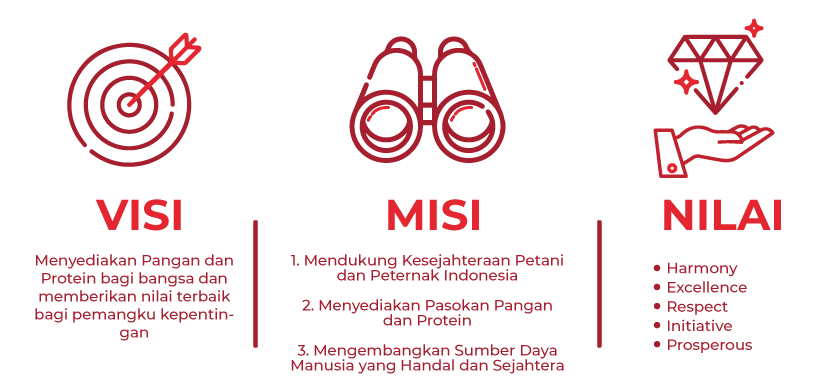 VISI
Menyediakan Pangan dan
Protein bagi bangsa dan
memberikan nilai terbaik
bagi pemangku kepentin-
gan
MISI
1. Mendukung Kesejahteraan Petani
dan Peternak Indonesia
2. Menyediakan Pasokan Pangan
dan Protein
3. Mengembangkan Sumber Daya
Manusia yang Handal dan Sejahtera
NILAI
• Harmony
• Excellence
• Respect
• Initiative
• Prosperous